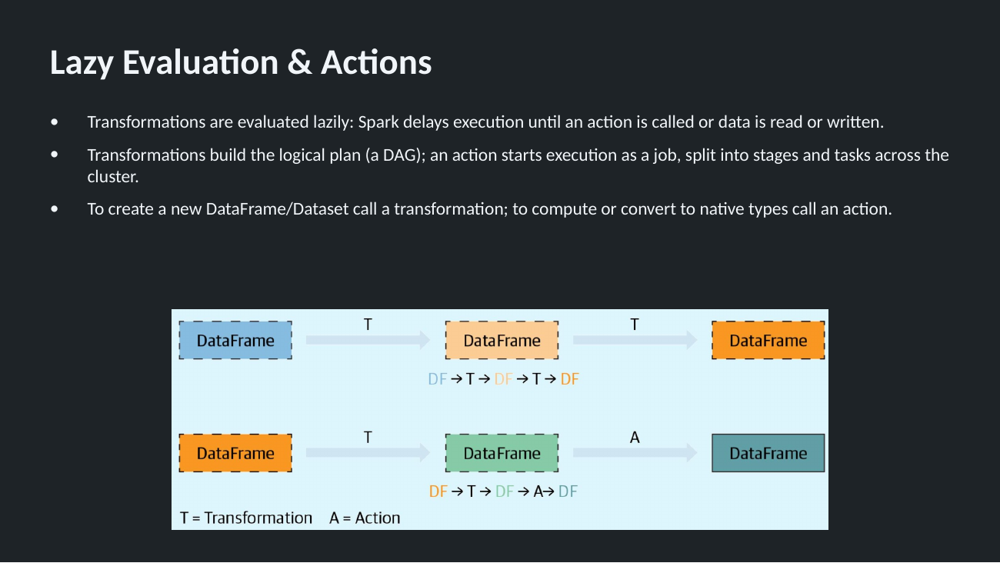 Lazy Evaluation & Actions
• Transformations are evaluated lazily: Spark delays execution until an action is called or data is read or written.
• Transformations build the logical plan (a DAG); an action starts execution as a job, split into stages and tasks across the
cluster.
• To create a new DataFrame/Dataset call a transformation; to compute or convert to native types call an action.
T T
DataFrame DataFrame DataFrame
DF → T → DF → T → DF
T A
DataFrame DataFrame DataFrame
DF → T → DF → A → DF
T = Transformation A = Action